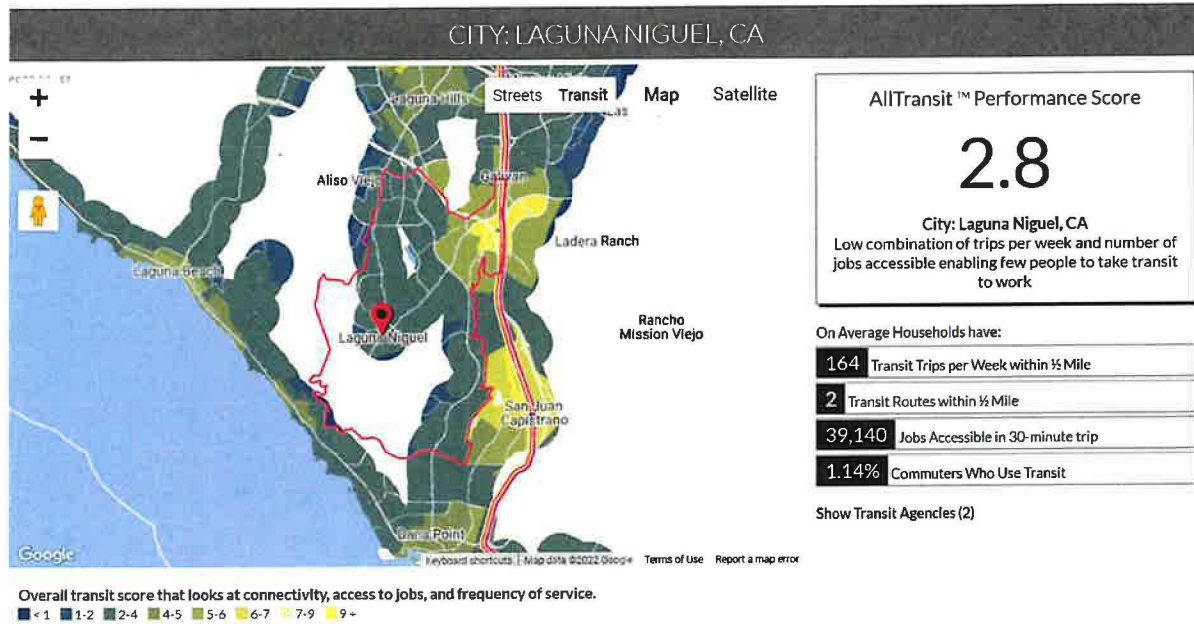 CITY: LAGUNA NIGUEL, CA
+
−
Streets Transit Map Satellite
Laguna Hills
Las
Aliso Viejo
Ladera Ranch
Laguna Beach
Laguna Niguel
Rancho
Mission Viejo
San Juan
Capistrano
Dana Point
Google
Keyboard shortcuts Map data ©2022 Google Terms of Use Report a map error
Overall transit score that looks at connectivity, access to jobs, and frequency of service.
< 1 1-2 2-4 4-5 5-6 6-7 7-9 9 +
AllTransit ™ Performance Score
2.8
City: Laguna Niguel, CA
Low combination of trips per week and number of
jobs accessible enabling few people to take transit
to work
On Average Households have:
164 Transit Trips per Week within ½ Mile
2 Transit Routes within ½ Mile
39,140 Jobs Accessible in 30-minute trip
1.14% Commuters Who Use Transit
Show Transit Agencies (2)